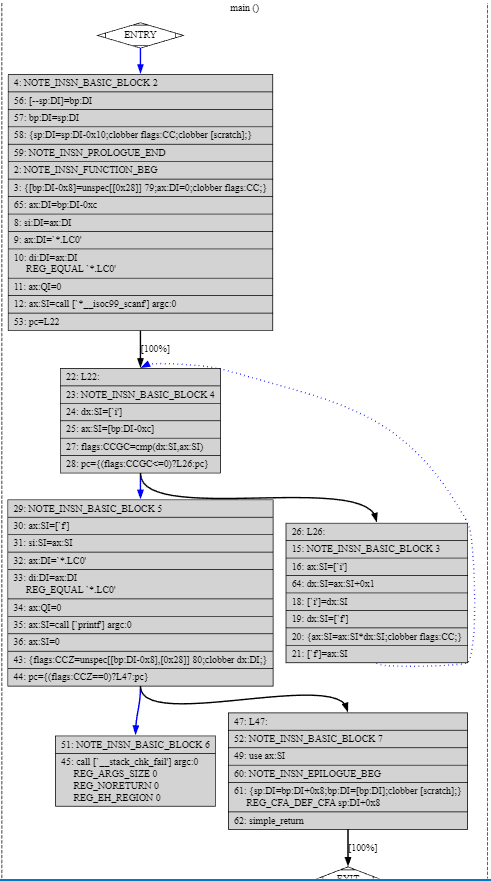 main ()
ENTRY
4: NOTE_INSN_BASIC_BLOCK 2
56: [--sp:DI]=bp:DI
57: bp:DI=sp:DI
58: {sp:DI=sp:DI-0x10;clobber flags:CC;clobber [scratch];}
59: NOTE_INSN_PROLOGUE_END
2: NOTE_INSN_FUNCTION_BEG
3: {[bp:DI-0x8]=unspec[[0x28]] 79;ax:DI=0;clobber flags:CC;}
65: ax:DI=bp:DI-0xc
8: si:DI=ax:DI
9: ax:DI=`*.LC0'
10: di:DI=ax:DI
REG_EQUAL `*.LC0'
11: ax:QI=0
12: ax:SI=call [`*__isoc99_scanf'] argc:0
53: pc=L22
[100%]
22: L22:
23: NOTE_INSN_BASIC_BLOCK 4
24: dx:SI=[`i']
25: ax:SI=[bp:DI-0xc]
27: flags:CCGC=cmp(dx:SI,ax:SI)
28: pc={(flags:CCGC<=0)?L26:pc}
29: NOTE_INSN_BASIC_BLOCK 5
30: ax:SI=[`f']
31: si:SI=ax:SI
32: ax:DI=`*.LC0'
33: di:DI=ax:DI
REG_EQUAL `*.LC0'
34: ax:QI=0
35: ax:SI=call [`printf'] argc:0
36: ax:SI=0
43: {flags:CCZ=unspec[[bp:DI-0x8],[0x28]] 80;clobber dx:DI;}
44: pc={(flags:CCZ==0)?L47:pc}
26: L26:
15: NOTE_INSN_BASIC_BLOCK 3
16: ax:SI=[`i']
64: dx:SI=ax:SI+0x1
18: [`i']=dx:SI
19: dx:SI=[`f']
20: {ax:SI=ax:SI*dx:SI;clobber flags:CC;}
21: [`f']=ax:SI
51: NOTE_INSN_BASIC_BLOCK 6
45: call [`__stack_chk_fail'] argc:0
REG_ARGS_SIZE 0
REG_NORETURN 0
REG_EH_REGION 0
47: L47:
52: NOTE_INSN_BASIC_BLOCK 7
49: use ax:SI
60: NOTE_INSN_EPILOGUE_BEG
61: {sp:DI=bp:DI+0x8;bp:DI=[bp:DI];clobber [scratch];}
REG_CFA_DEF_CFA sp:DI+0x8
62: simple_return
[100%]
EXIT